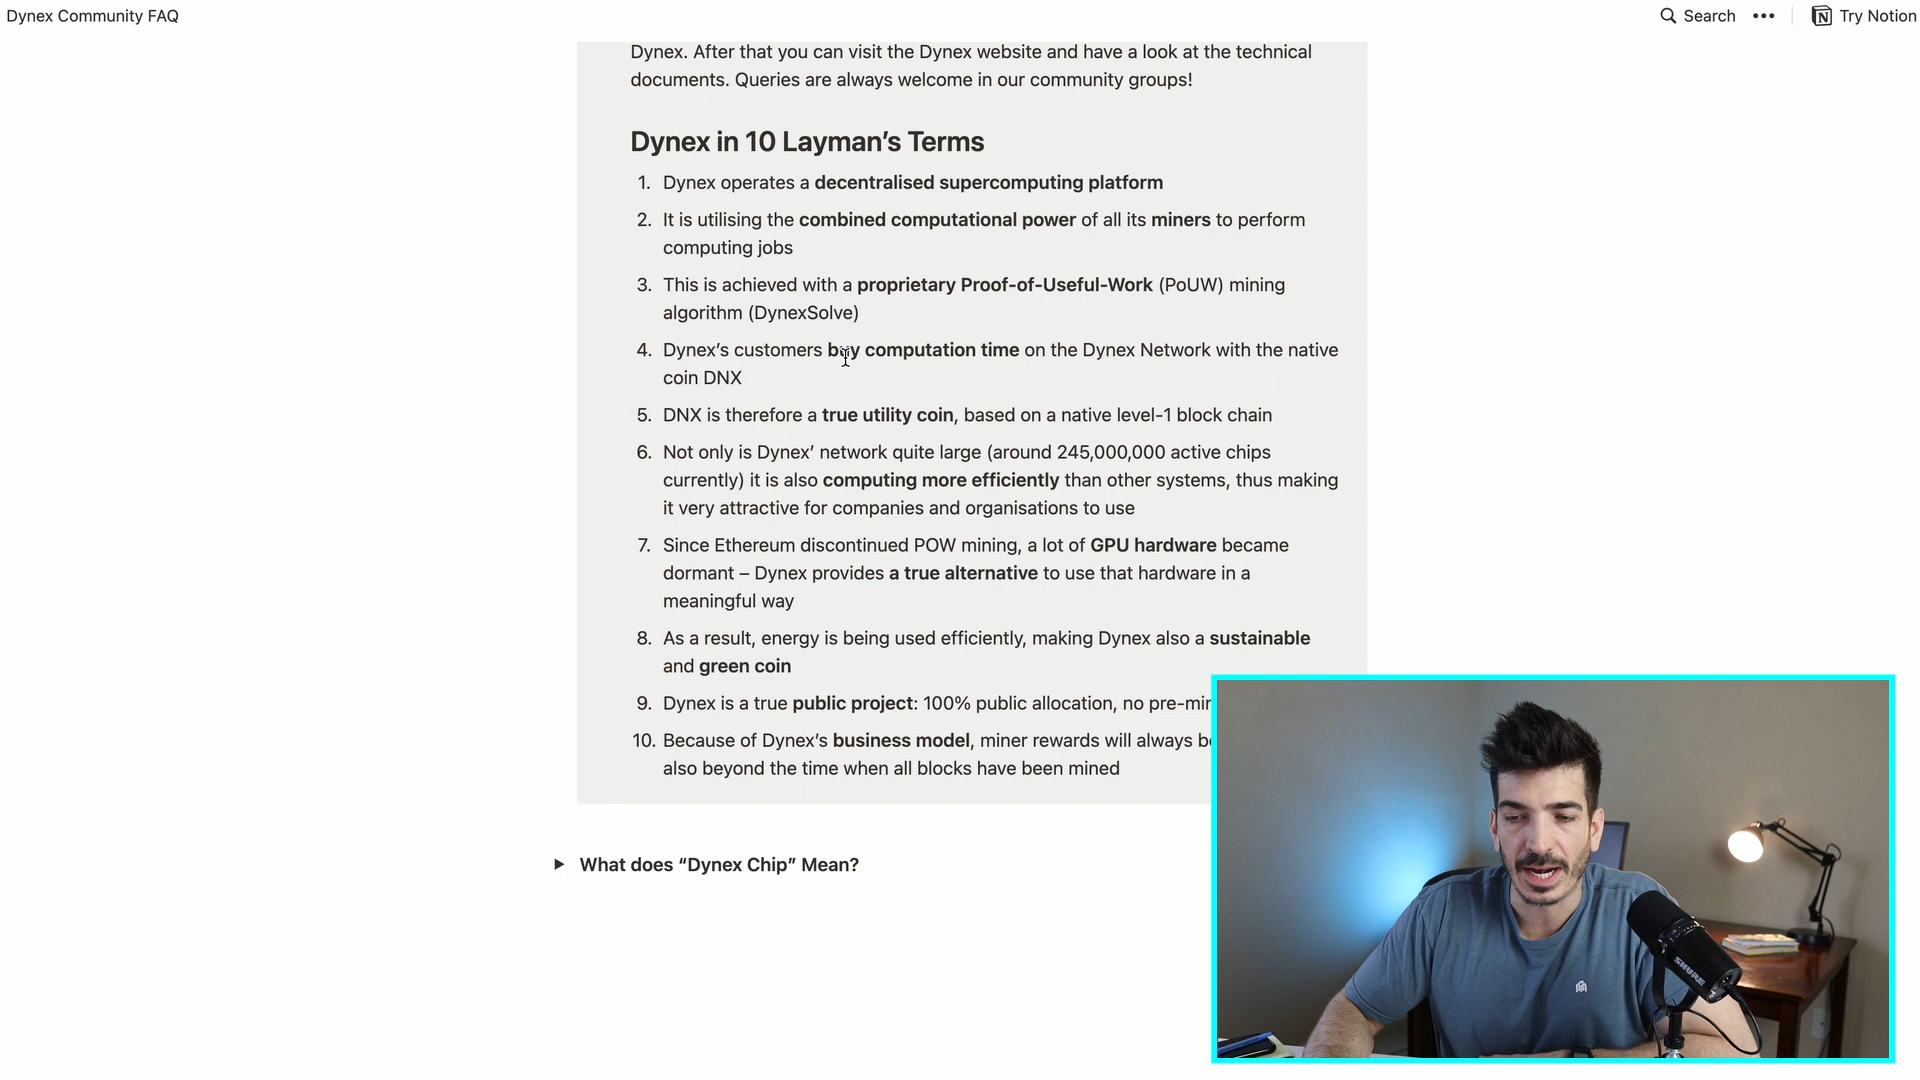 Dynex Community FAQ
Search
Try Notion
Dynex. After that you can visit the Dynex website and have a look at the technical
documents. Queries are always welcome in our community groups!
Dynex in 10 Layman’s Terms
1. Dynex operates a decentralised supercomputing platform
2. It is utilising the combined computational power of all its miners to perform
computing jobs
3. This is achieved with a proprietary Proof-of-Useful-Work (PoUW) mining
algorithm (DynexSolve)
4. Dynex’s customers buy computation time on the Dynex Network with the native
coin DNX
5. DNX is therefore a true utility coin, based on a native level-1 block chain
6. Not only is Dynex’ network quite large (around 245,000,000 active chips
currently) it is also computing more efficiently than other systems, thus making
it very attractive for companies and organisations to use
7. Since Ethereum discontinued POW mining, a lot of GPU hardware became
dormant – Dynex provides a true alternative to use that hardware in a
meaningful way
8. As a result, energy is being used efficiently, making Dynex also a sustainable
and green coin
9. Dynex is a true public project: 100% public allocation, no
10. Because of Dynex’s business model, miner rewards will always
also beyond the time when all blocks have been mined
What does “Dynex Chip” Mean?
SHURE